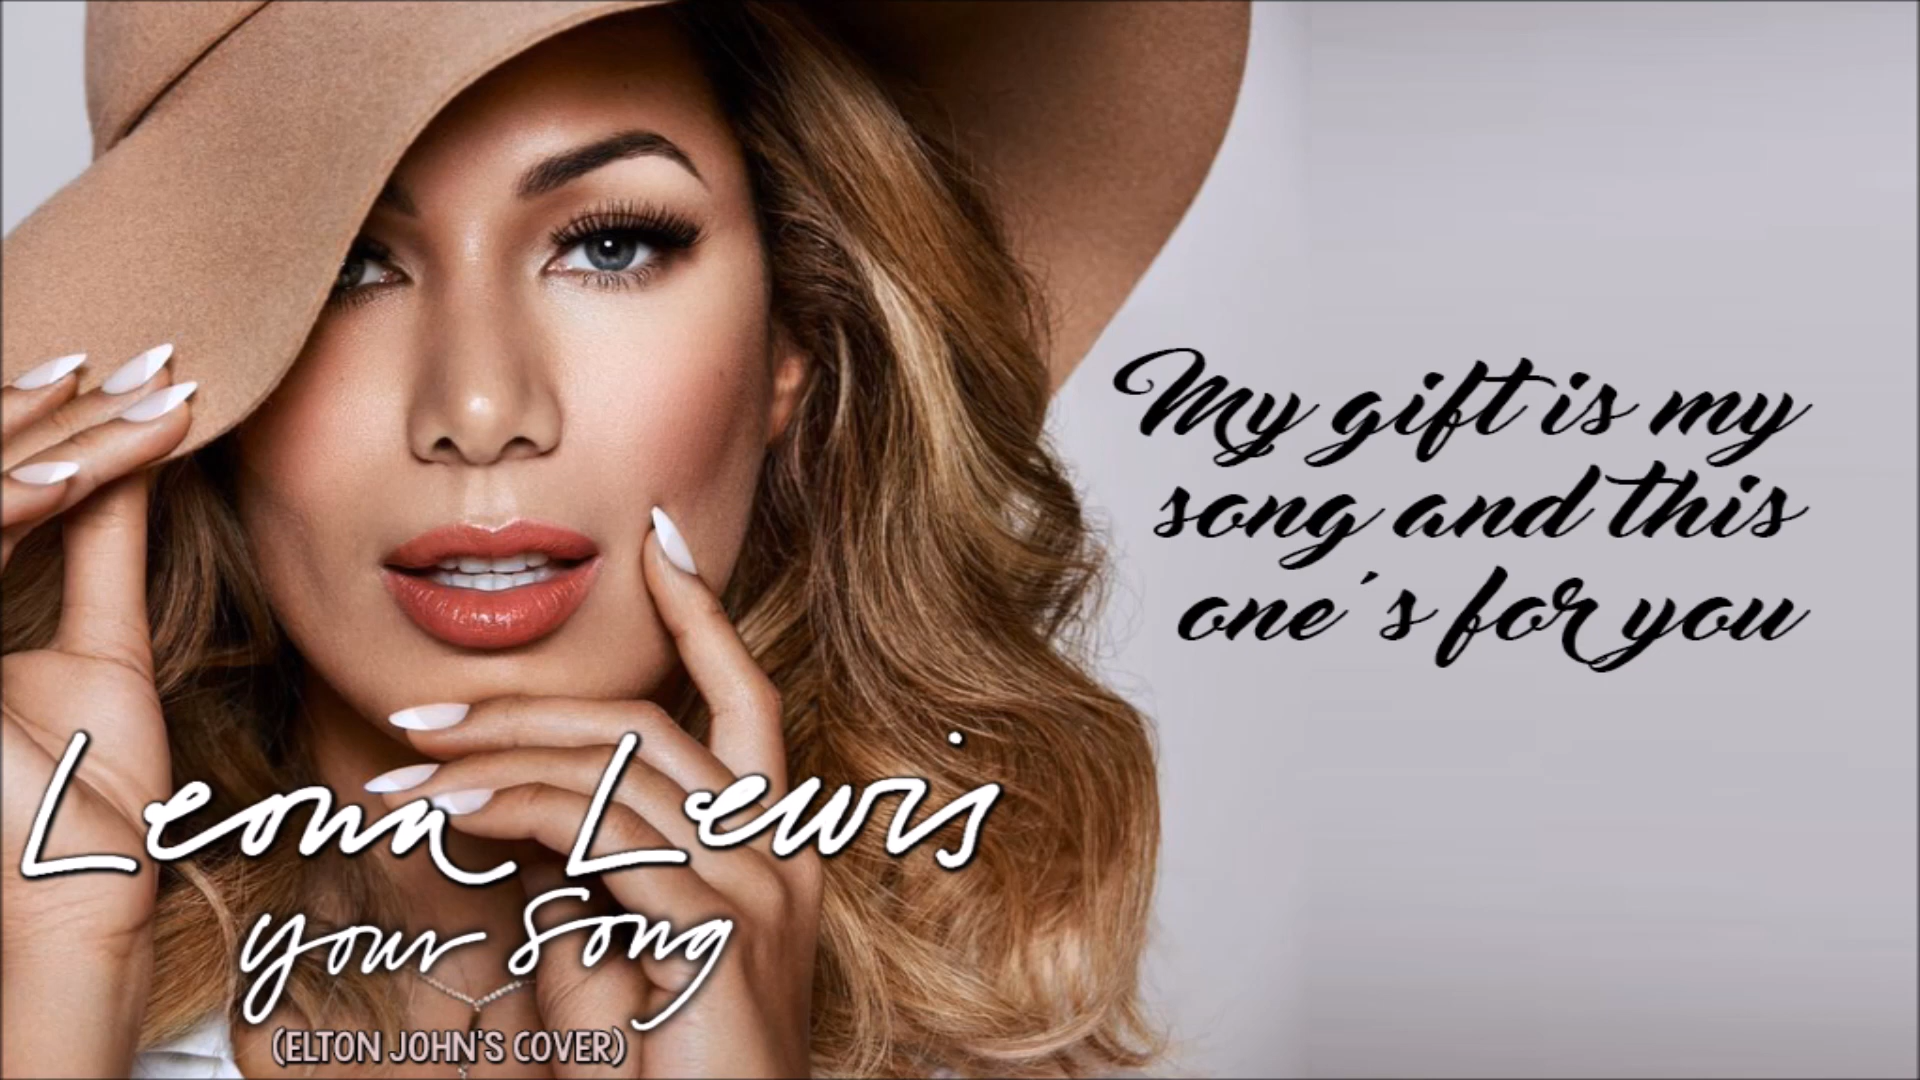 My gift is my
song and this
one's for you
Leona Lewis
your Song
(ELTON JOHN'S COVER)